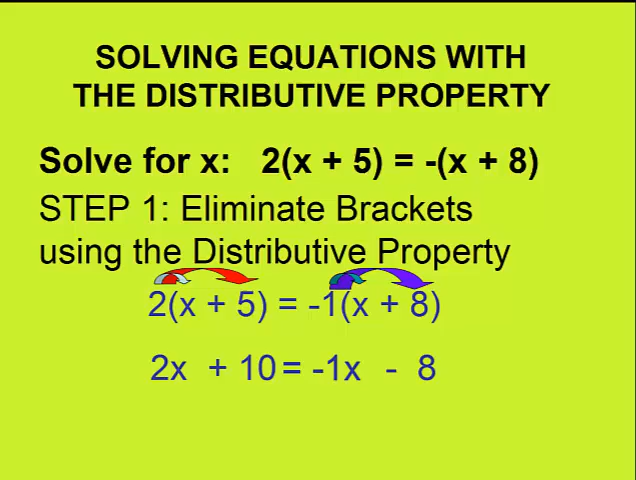 SOLVING EQUATIONS WITH
THE DISTRIBUTIVE PROPERTY
Solve for x: 2(x + 5) = -(x + 8)
STEP 1: Eliminate Brackets
using the Distributive Property
2(x + 5) = -1(x + 8)
2x + 10 = -1x - 8